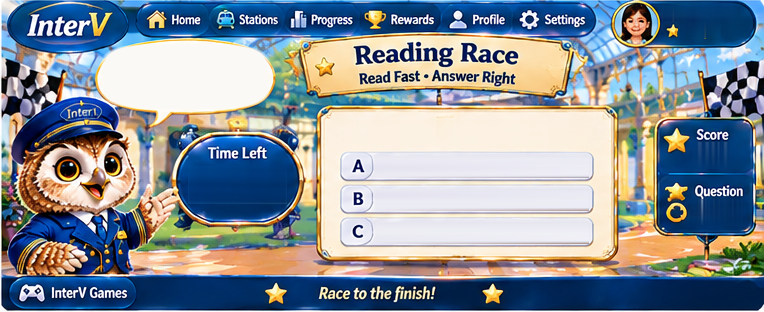 InterV
Home
Stations
Progress
Rewards
Profile
Settings
Reading Race
Read Fast • Answer Right
InterV
Time Left
A
B
C
Score
Question
InterV Games
Race to the finish!